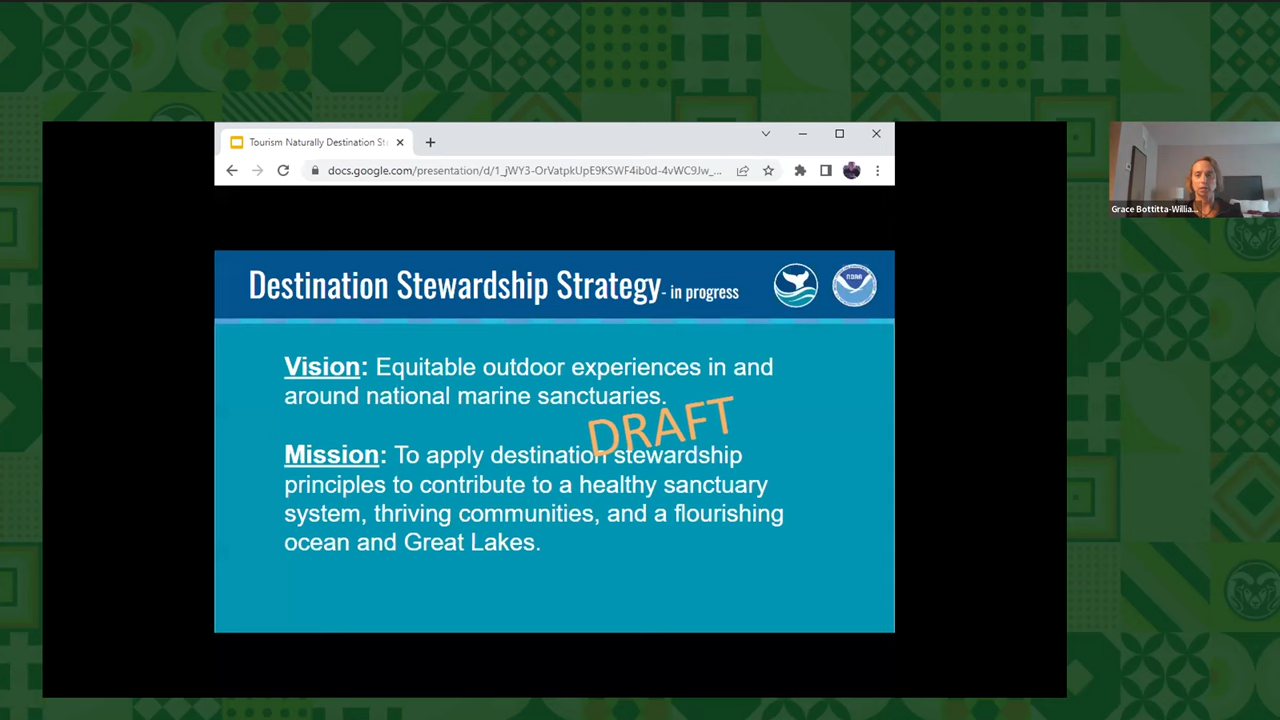 Tourism Naturally Destination St
docs.google.com/presentation/d/1_jWY3-OrVatpkUpE9KSWF4ib0d-4vWC9Jw_...
Grace Bottitta-Willia...
Destination Stewardship Strategy- in progress
NOAA
Vision: Equitable outdoor experiences in and
around national marine sanctuaries.
DRAFT
Mission: To apply destination stewardship
principles to contribute to a healthy sanctuary
system, thriving communities, and a flourishing
ocean and Great Lakes.